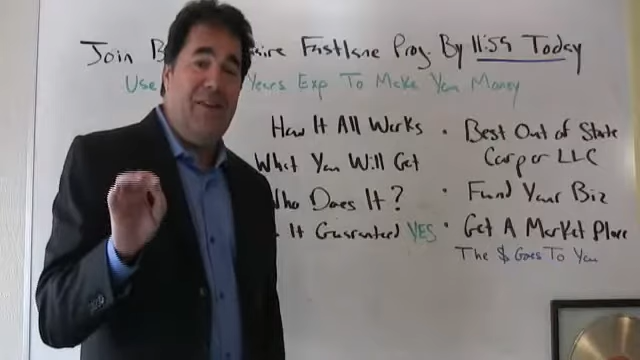 Join B aire Fastlane Prog. By 11:59 Today
Use Years Exp To Make You Money
How It All Works
What You Will Get
Who Does It?
It Guaranteed YES
• Best Out of State
Corp or LLC
• Fund Your Biz
• Get A Market Place
The $ Goes To You